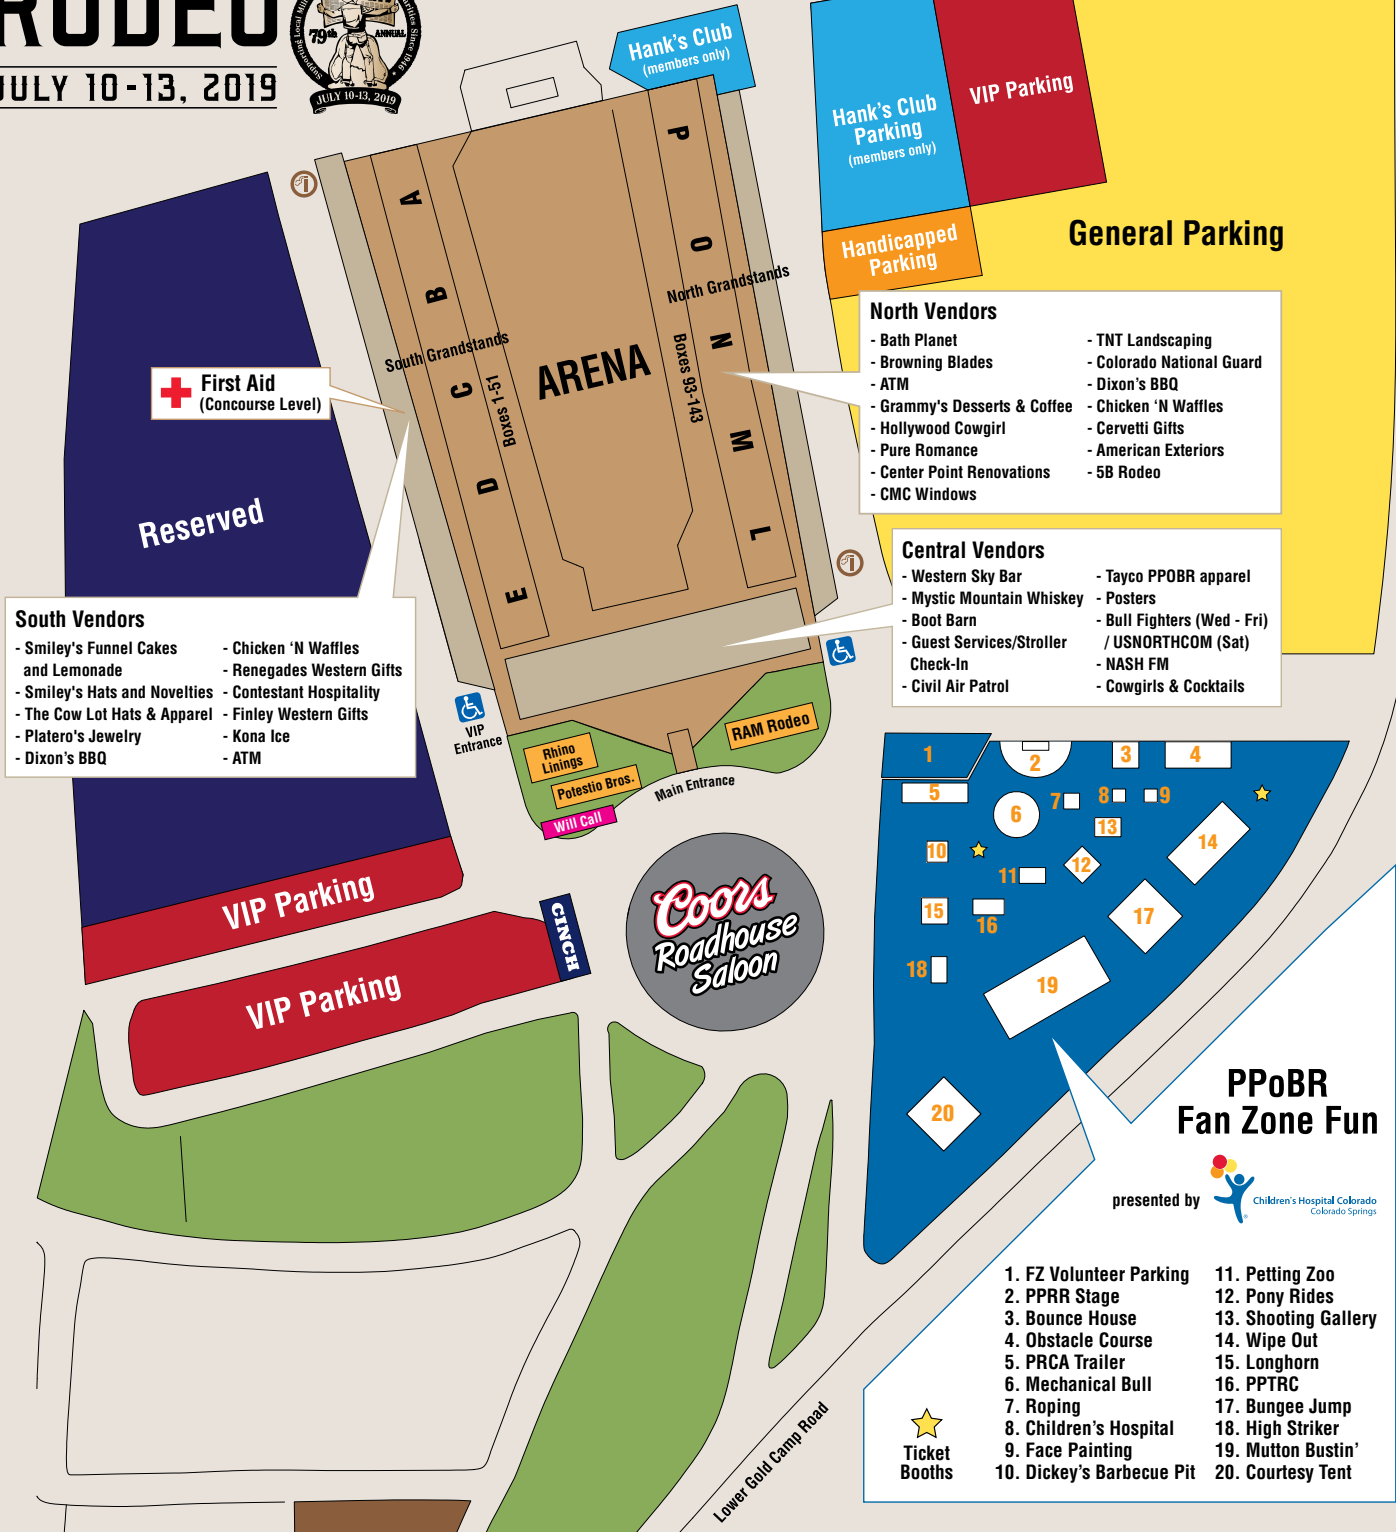 RODEO
JULY 10-13, 2019
Supporting Local Mili
arities Since 1946
79th
ANNUAL
JULY 10-13, 2019
Hank's Club
(members only)
Hank's Club
Parking
(members only)
VIP Parking
Handicapped
Parking
General Parking
A
B
C
D
E
P
O
N
M
L
South Grandstands
Boxes 1-51
ARENA
North Grandstands
Boxes 93-143
Reserved
First Aid
(Concourse Level)
North Vendors
- Bath Planet
- Browning Blades
- ATM
- Grammy's Desserts & Coffee
- Hollywood Cowgirl
- Pure Romance
- Center Point Renovations
- CMC Windows
- TNT Landscaping
- Colorado National Guard
- Dixon's BBQ
- Chicken ‘N Waffles
- Cervetti Gifts
- American Exteriors
- 5B Rodeo
Central Vendors
- Western Sky Bar
- Mystic Mountain Whiskey
- Boot Barn
- Guest Services/Stroller
Check-In
- Civil Air Patrol
- Tayco PPOBR apparel
- Posters
- Bull Fighters (Wed - Fri)
/ USNORTHCOM (Sat)
- NASH FM
- Cowgirls & Cocktails
South Vendors
- Smiley's Funnel Cakes
and Lemonade
- Smiley's Hats and Novelties
- The Cow Lot Hats & Apparel
- Platero's Jewelry
- Dixon's BBQ
- Chicken ‘N Waffles
- Renegades Western Gifts
- Contestant Hospitality
- Finley Western Gifts
- Kona Ice
- ATM
VIP
Entrance
Rhino
Linings
Potestio Bros.
Will Call
RAM Rodeo
Main Entrance
VIP Parking
VIP Parking
CINCH
Coors
Roadhouse
Saloon
1
2
3
4
5
6
7
8
9
10
11
12
13
14
15
16
17
18
19
20
PPoBR
Fan Zone Fun
presented by
Children's Hospital Colorado
Colorado Springs
1. FZ Volunteer Parking
2. PPRR Stage
3. Bounce House
4. Obstacle Course
5. PRCA Trailer
6. Mechanical Bull
7. Roping
8. Children’s Hospital
9. Face Painting
10. Dickey’s Barbecue Pit
11. Petting Zoo
12. Pony Rides
13. Shooting Gallery
14. Wipe Out
15. Longhorn
16. PPTRC
17. Bungee Jump
18. High Striker
19. Mutton Bustin’
20. Courtesy Tent
Ticket
Booths
Lower Gold Camp Road